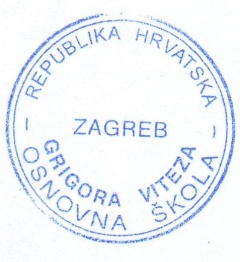 REPUBLIKA HRVATSKA
ZAGREB
GRIGORA VITEZA
– OSNOVNA ŠKOLA –